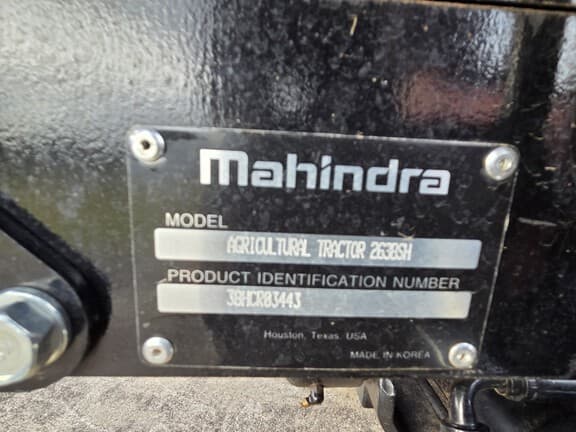 mahindra
MODEL
AGRICULTURAL TRACTOR 2638SH
PRODUCT IDENTIFICATION NUMBER
38HCR03443
Houston, Texas, USA
MADE IN KOREA